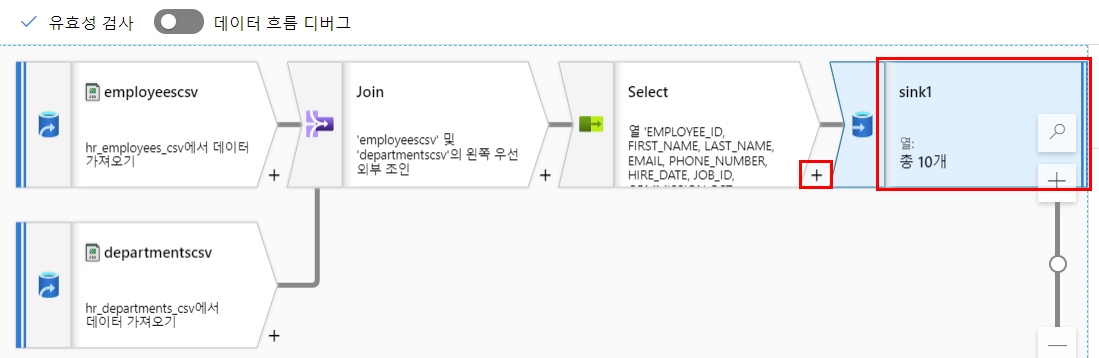 유효성 검사
데이터 흐름 디버그
employeescsv
hr_employees_csv에서 데이터
가져오기
Join
'employeescsv' 및
'departmentscsv'의 왼쪽 우선
외부 조인
Select
열 'EMPLOYEE_ID,
FIRST_NAME, LAST_NAME,
EMAIL, PHONE_NUMBER,
HIRE_DATE, JOB_ID,
sink1
열:
총 10개
departmentscsv
hr_departments_csv에서
데이터 가져오기